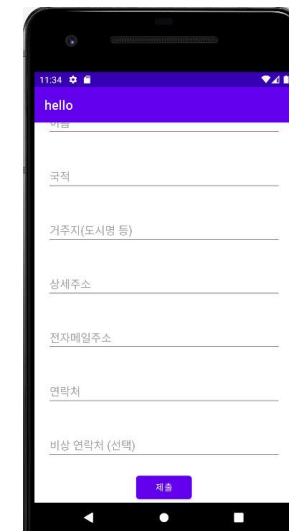 11:34
hello
국적
거주지(도시명 등)
상세주소
전자메일주소
연락처
비상 연락처 (선택)
제출